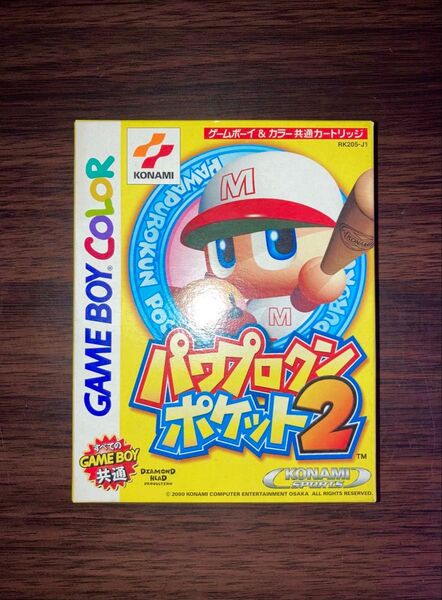 ゲームボーイ&カラー共通カートリッジ
RK205-J1
KONAMI
GAME BOY COLOR
M
M
KONAMI
パワプロクン
ポケット2
TM
すべての
GAME BOY
共通
DIAMOND
HEAD
PRODUCTION
KONAMI
SPORTS
© 2000 KONAMI COMPUTER ENTERTAINMENT OSAKA ALL RIGHTS RESERVED.